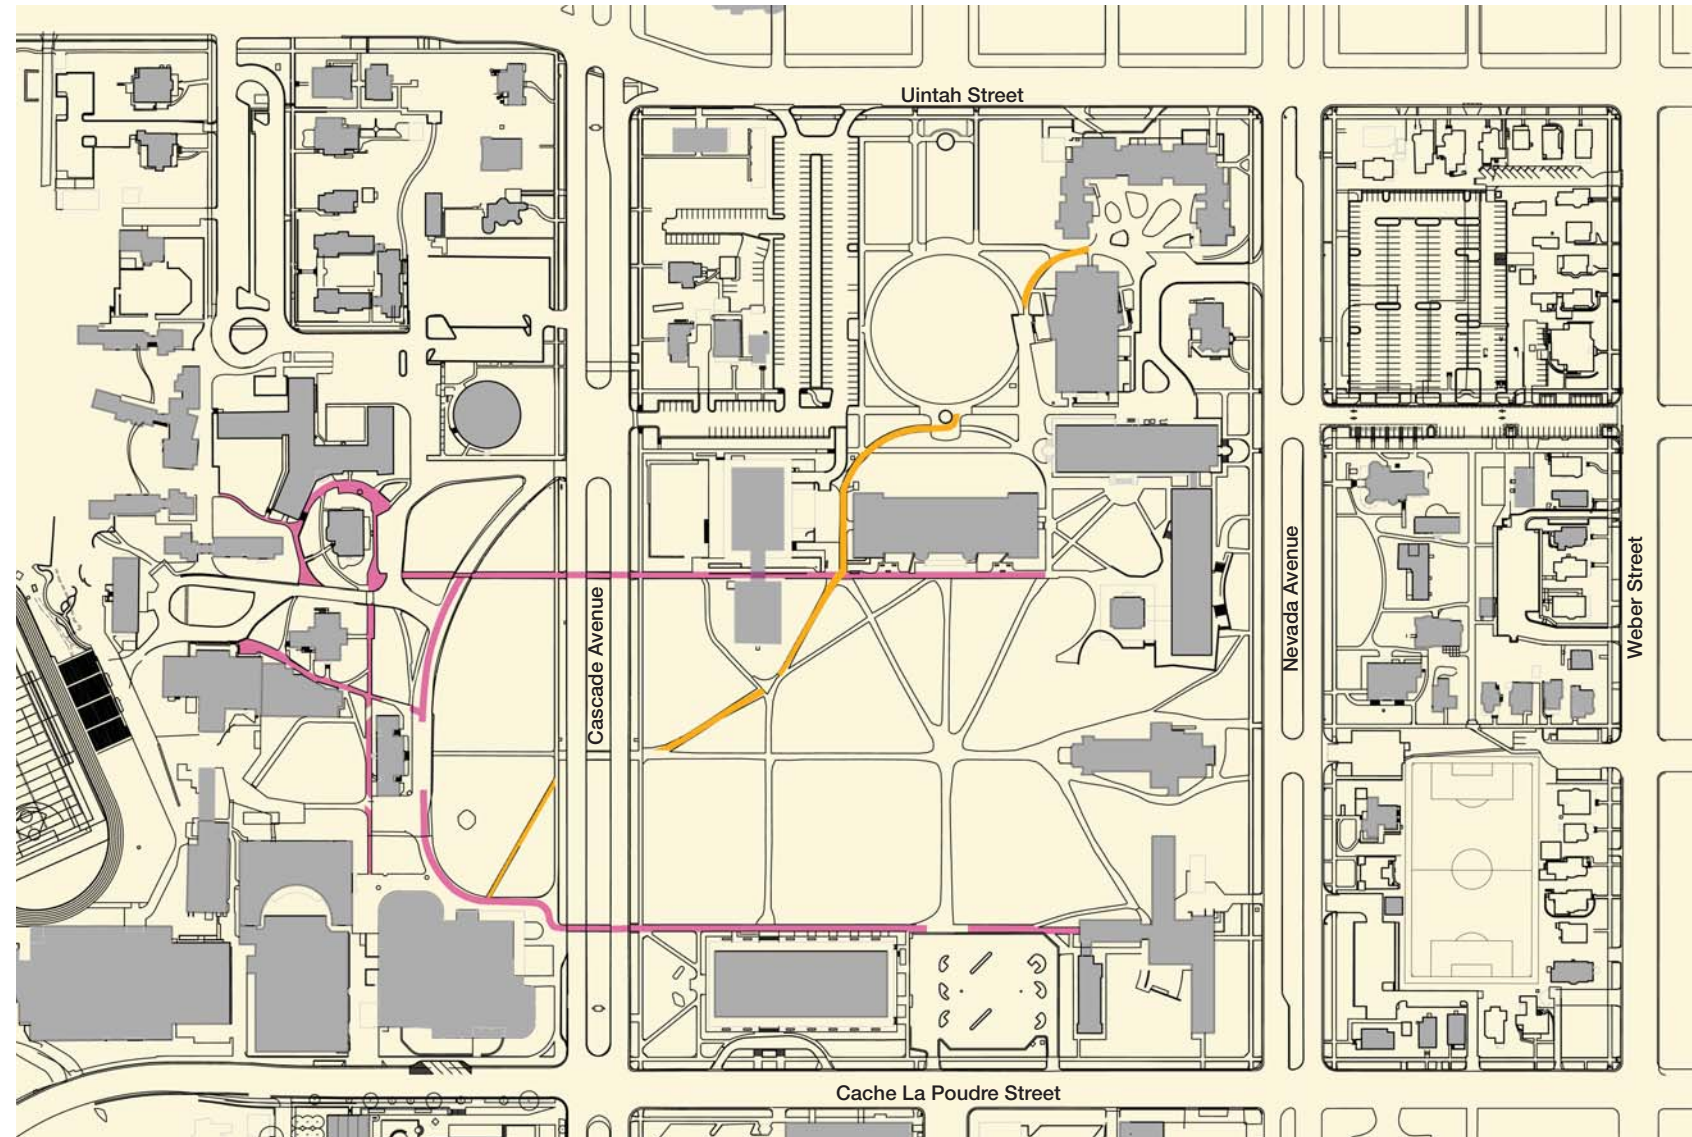 Uintah Street
Cascade Avenue
Nevada Avenue
Weber Street
Cache La Poudre Street